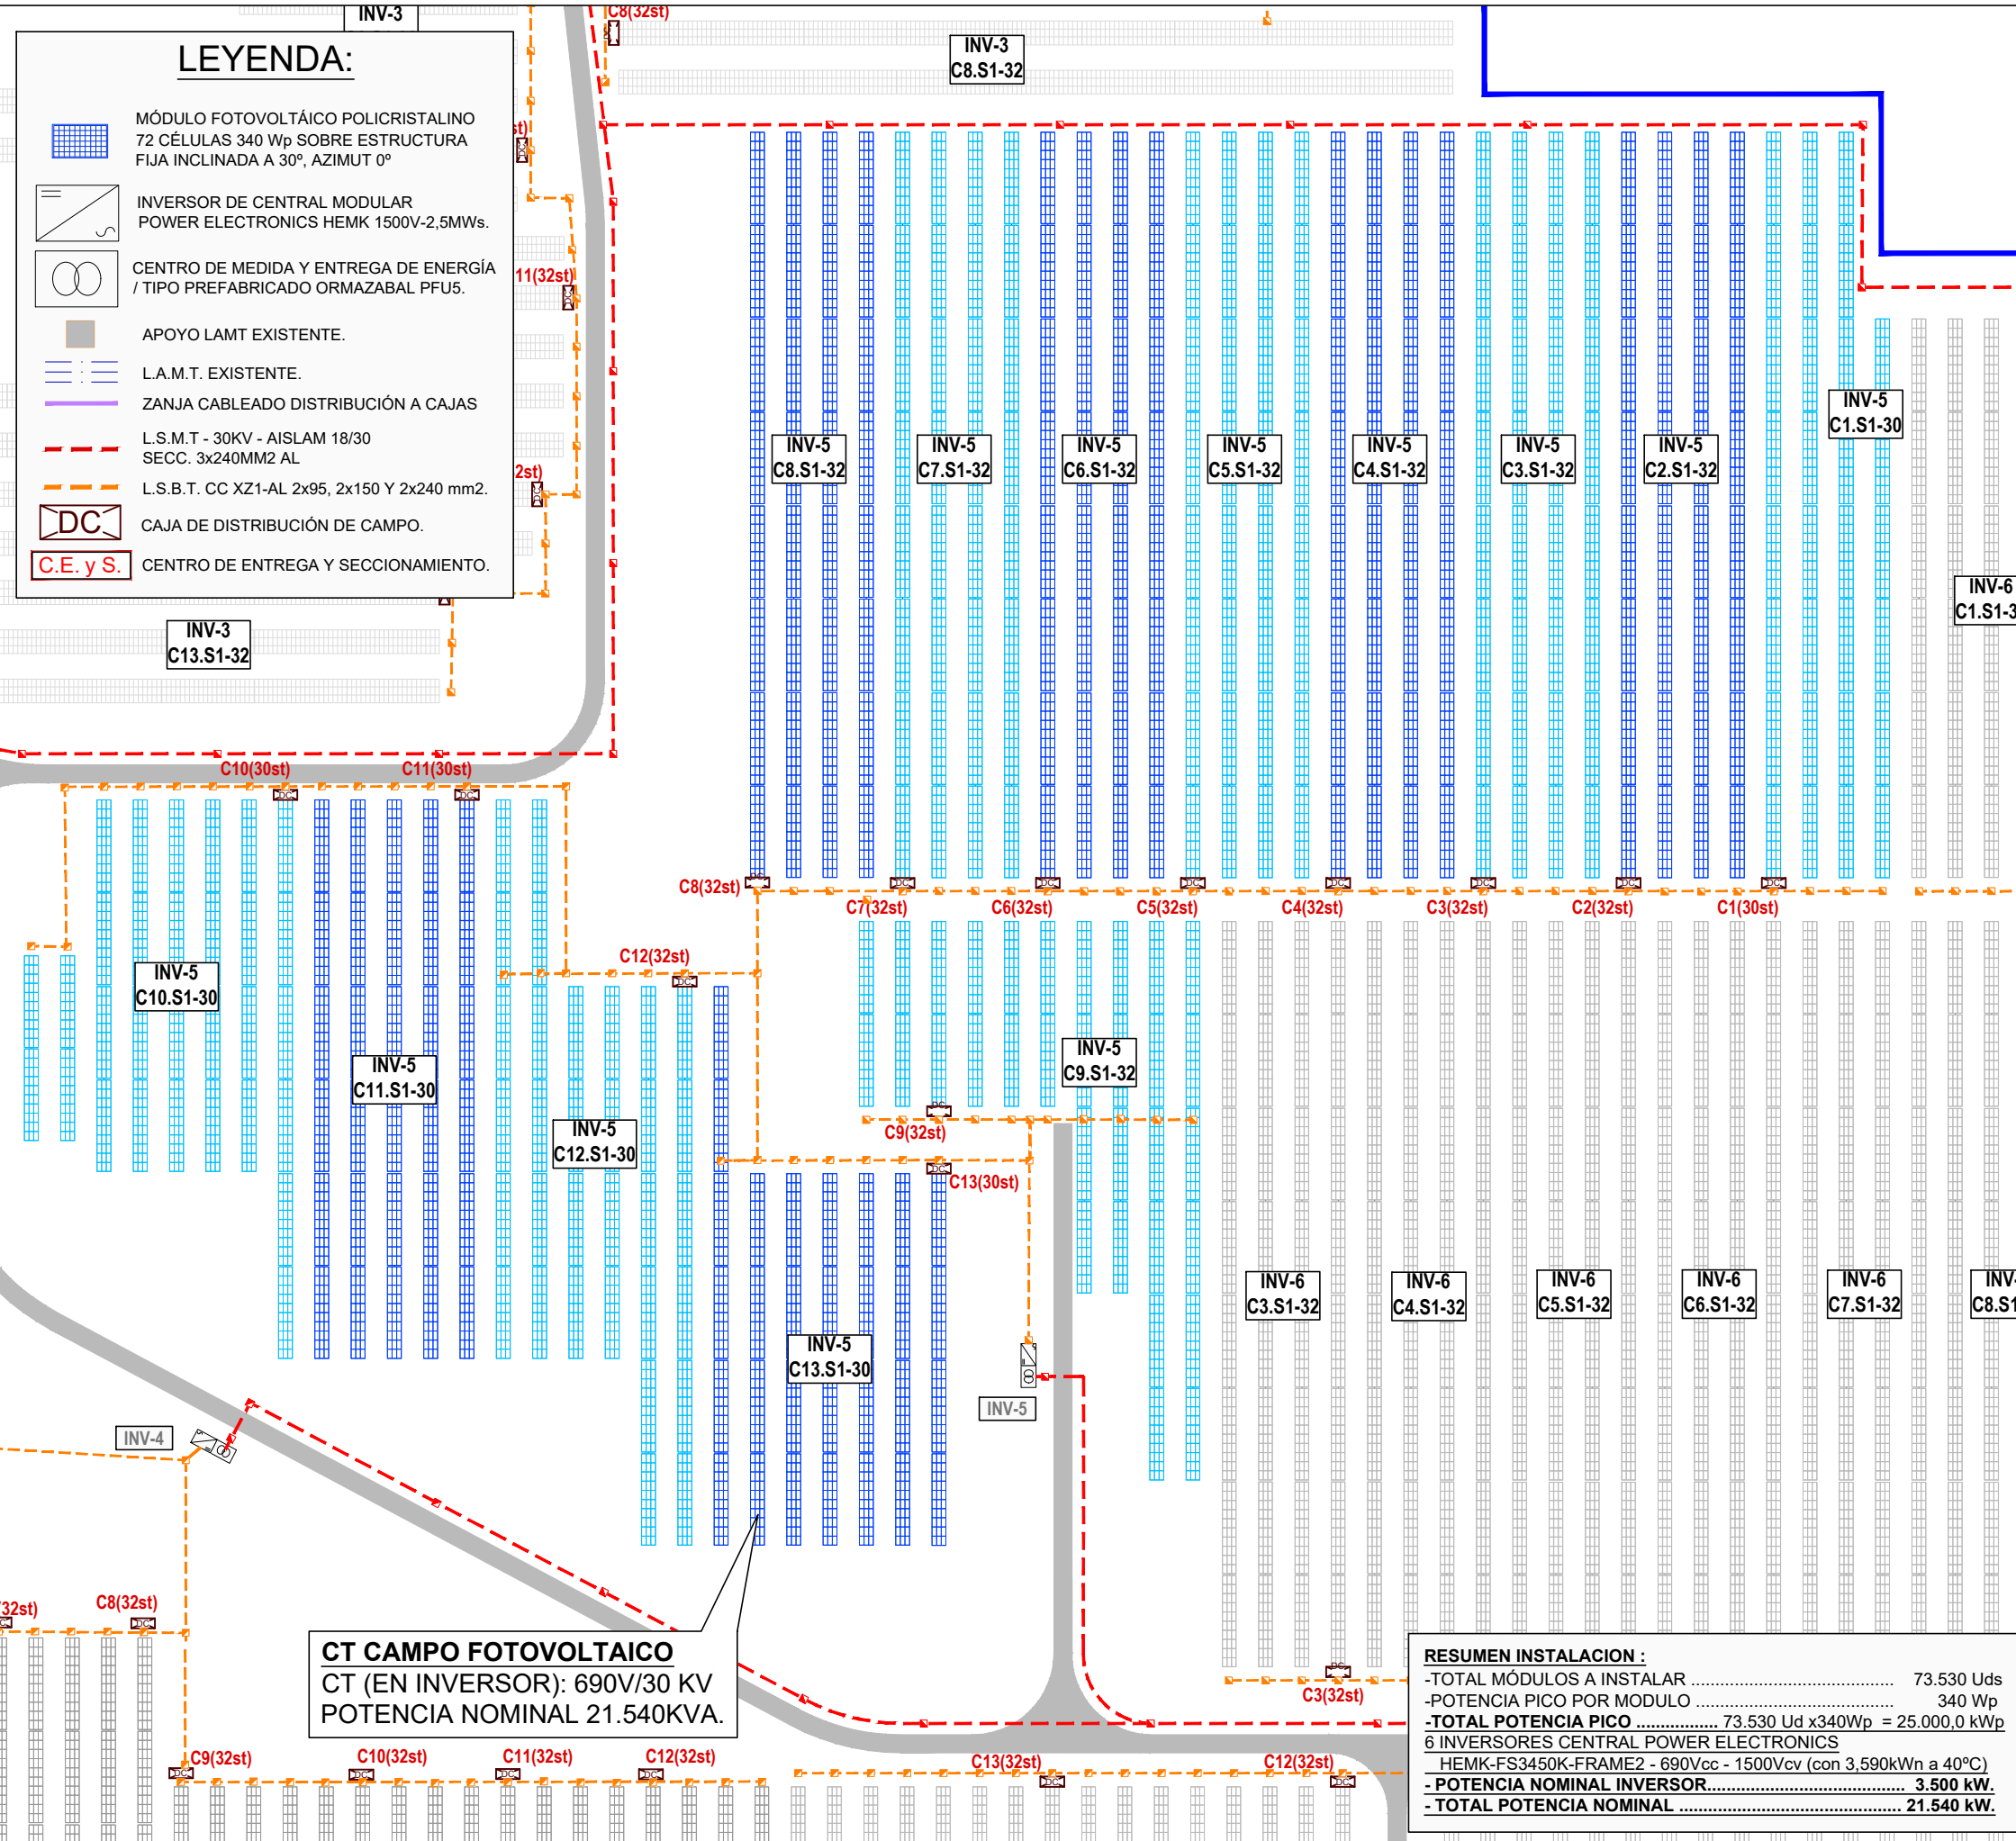 INV-3
C8(32st)
INV-3
C8.S1-32
LEYENDA:
MÓDULO FOTOVOLTÁICO POLICRISTALINO
72 CÉLULAS 340 Wp SOBRE ESTRUCTURA
FIJA INCLINADA A 30º, AZIMUT 0º
INVERSOR DE CENTRAL MODULAR
POWER ELECTRONICS HEMK 1500V-2,5MWs.
CENTRO DE MEDIDA Y ENTREGA DE ENERGÍA
/ TIPO PREFABRICADO ORMAZABAL PFU5.
APOYO LAMT EXISTENTE.
L.A.M.T. EXISTENTE.
ZANJA CABLEADO DISTRIBUCIÓN A CAJAS
L.S.M.T - 30KV - AISLAM 18/30
SECC. 3x240MM2 AL
L.S.B.T. CC XZ1-AL 2x95, 2x150 Y 2x240 mm2.
DC CAJA DE DISTRIBUCIÓN DE CAMPO.
C.E. y S. CENTRO DE ENTREGA Y SECCIONAMIENTO.
st)
11(32st)
2st)
INV-3
C13.S1-32
INV-5
C8.S1-32
INV-5
C7.S1-32
INV-5
C6.S1-32
INV-5
C5.S1-32
INV-5
C4.S1-32
INV-5
C3.S1-32
INV-5
C2.S1-32
INV-5
C1.S1-30
INV-6
C1.S1-3
C10(30st)
C11(30st)
C8(32st)
C7(32st)
C6(32st)
C5(32st)
C4(32st)
C3(32st)
C2(32st)
C1(30st)
C12(32st)
INV-5
C10.S1-30
INV-5
C11.S1-30
INV-5
C12.S1-30
INV-5
C9.S1-32
C9(32st)
C13(30st)
INV-6
C3.S1-32
INV-6
C4.S1-32
INV-6
C5.S1-32
INV-6
C6.S1-32
INV-6
C7.S1-32
INV-
C8.S1
INV-5
C13.S1-30
INV-5
INV-4
32st)
C8(32st)
CT CAMPO FOTOVOLTAICO
CT (EN INVERSOR): 690V/30 KV
POTENCIA NOMINAL 21.540KVA.
C3(32st)
C9(32st)
C10(32st)
C11(32st)
C12(32st)
C13(32st)
C12(32st)
RESUMEN INSTALACION :
-TOTAL MÓDULOS A INSTALAR ........................................ 73.530 Uds
-POTENCIA PICO POR MODULO ....................................... 340 Wp
-TOTAL POTENCIA PICO ................. 73.530 Ud x340Wp = 25.000,0 kWp
6 INVERSORES CENTRAL POWER ELECTRONICS
HEMK-FS3450K-FRAME2 - 690Vcc - 1500Vcv (con 3,590kWn a 40ºC)
- POTENCIA NOMINAL INVERSOR........................................ 3.500 kW.
- TOTAL POTENCIA NOMINAL ............................................. 21.540 kW.